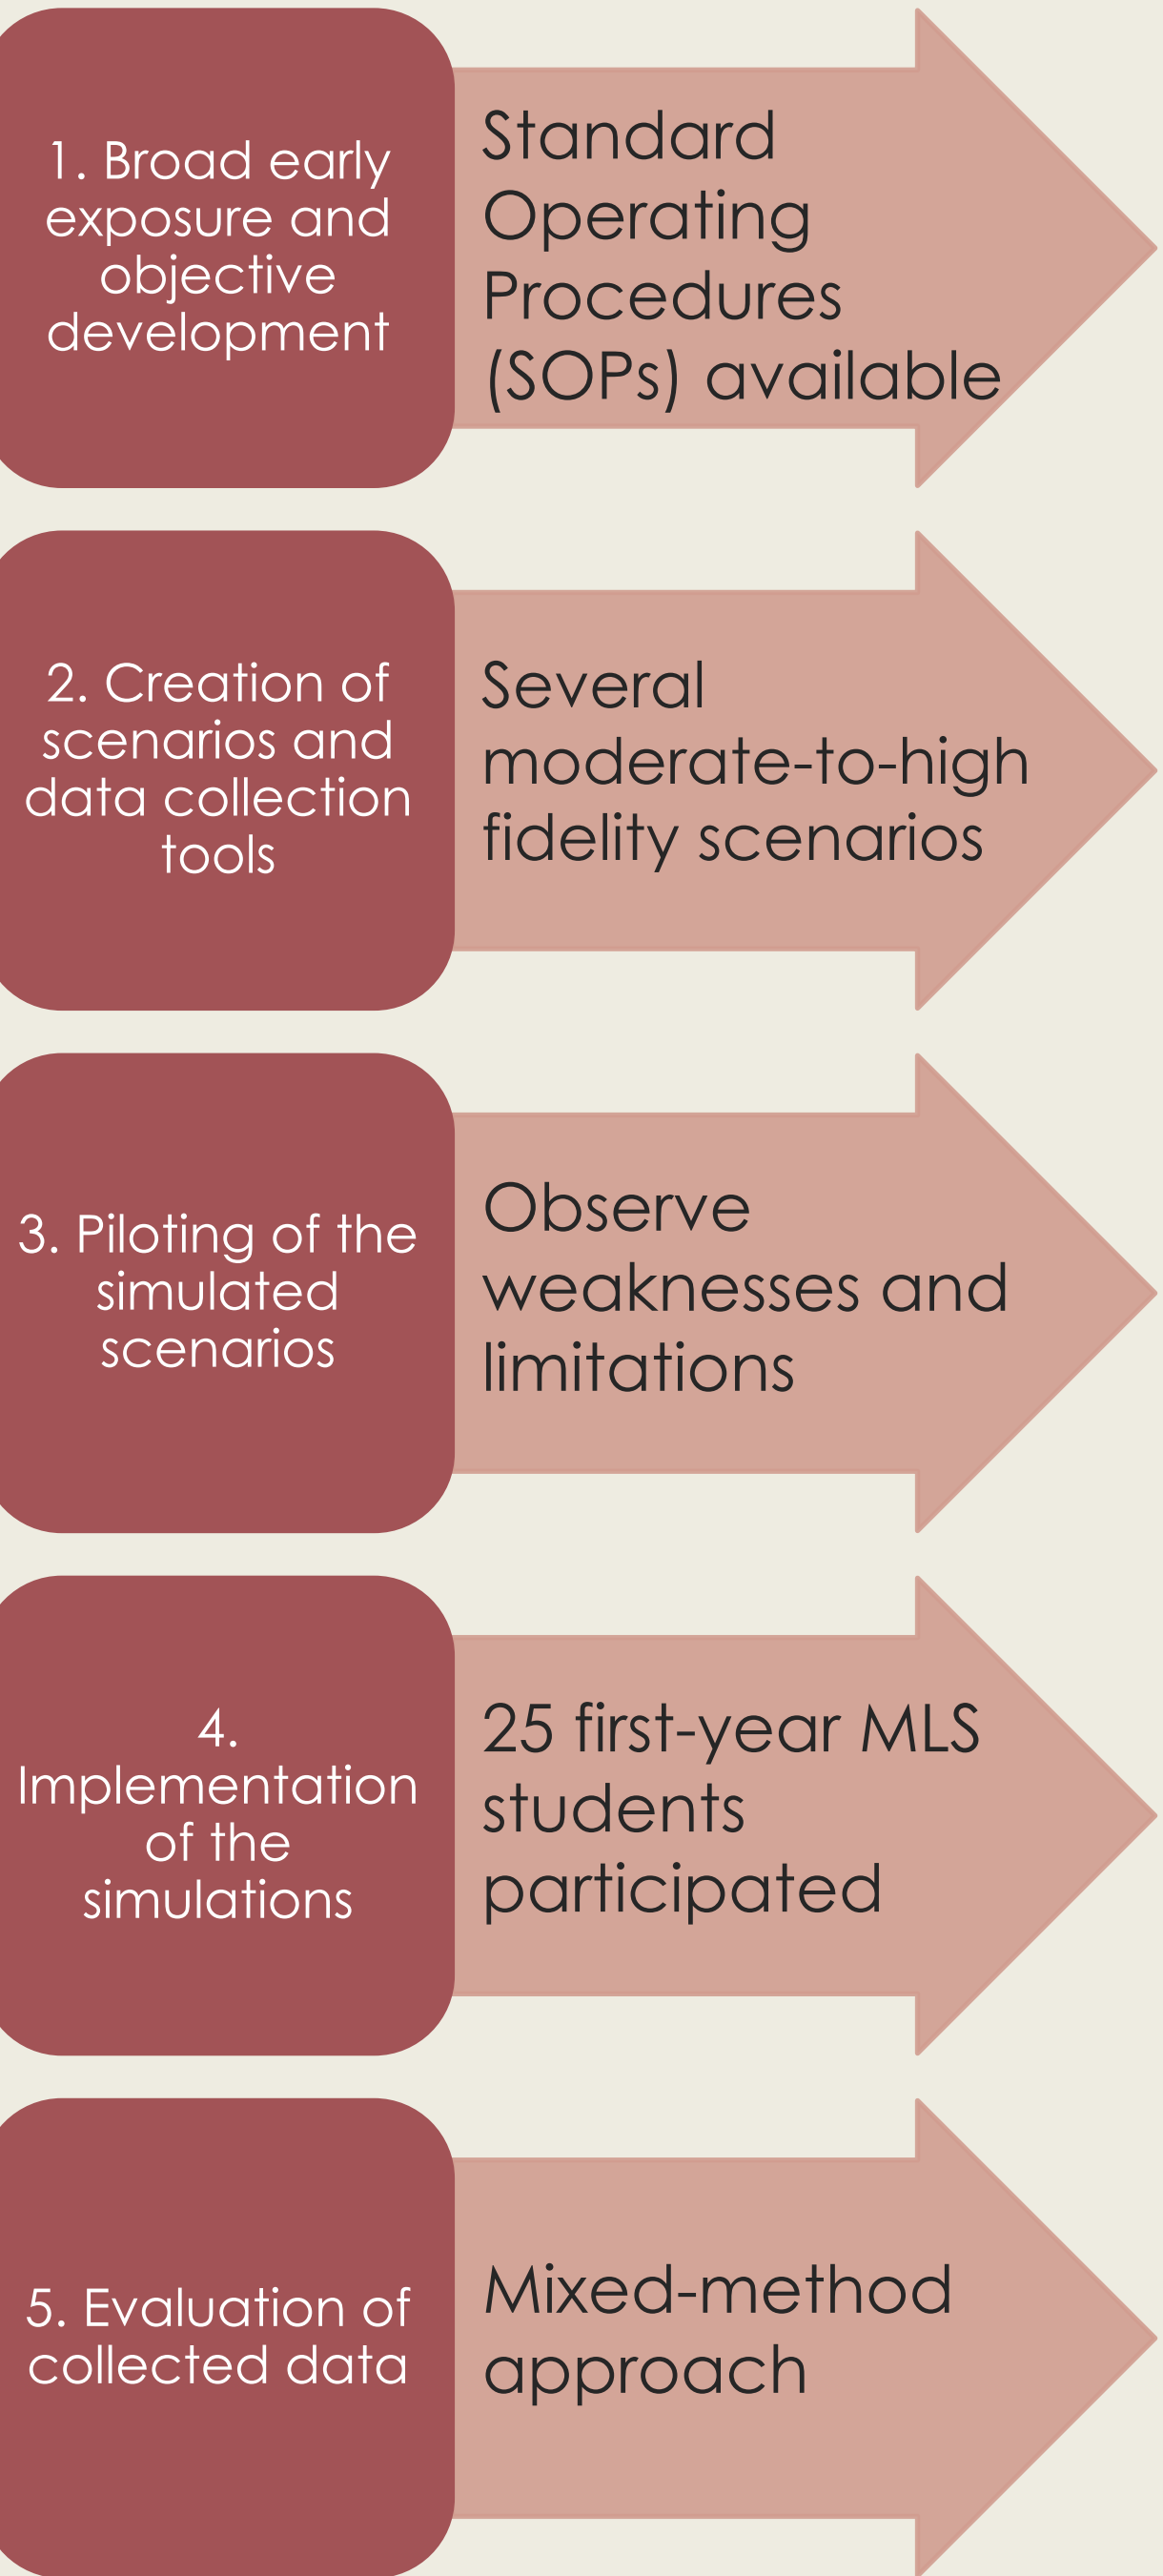 1. Broad early
exposure and
objective
development
Standard
Operating
Procedures
(SOPs) available
2. Creation of
scenarios and
data collection
tools
Several
moderate-to-high
fidelity scenarios
3. Piloting of the
simulated
scenarios
Observe
weaknesses and
limitations
4.
Implementation
of the
simulations
25 first-year MLS
students
participated
5. Evaluation of
collected data
Mixed-method
approach